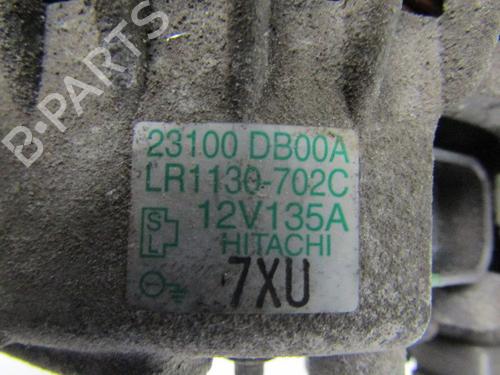 B-PARTS
23100 DB00A
LR1130-702C
S
L
12V135A
HITACHI
7XU